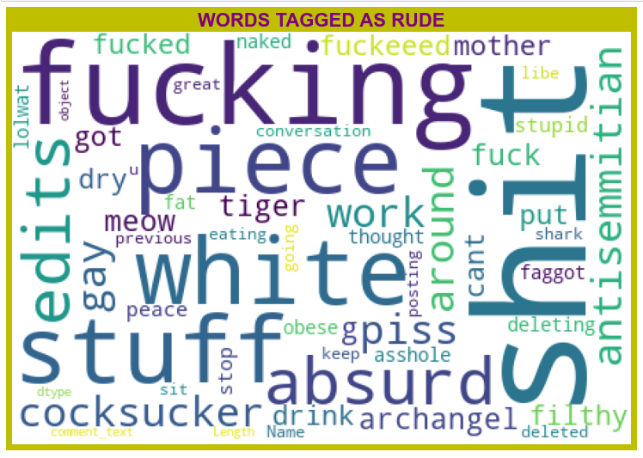 WORDS TAGGED AS RUDE
fucked
naked
fuckeeed
mother
fucking
great
object
lolwat
got
conversation
libe
stupid
shit
antisemmitian
piece
fuck
dry
u
fat
tiger
edits
meow
previous
eating
going
work
thought
around
cant
put
shark
faggot
gay
white
posting
peace
stuff
obese
g
piss
deleting
stop
keep
asshole
absurd
dtype
sit
cocksucker
drink
archangel
filthy
comment_text
Length
Name
deleted